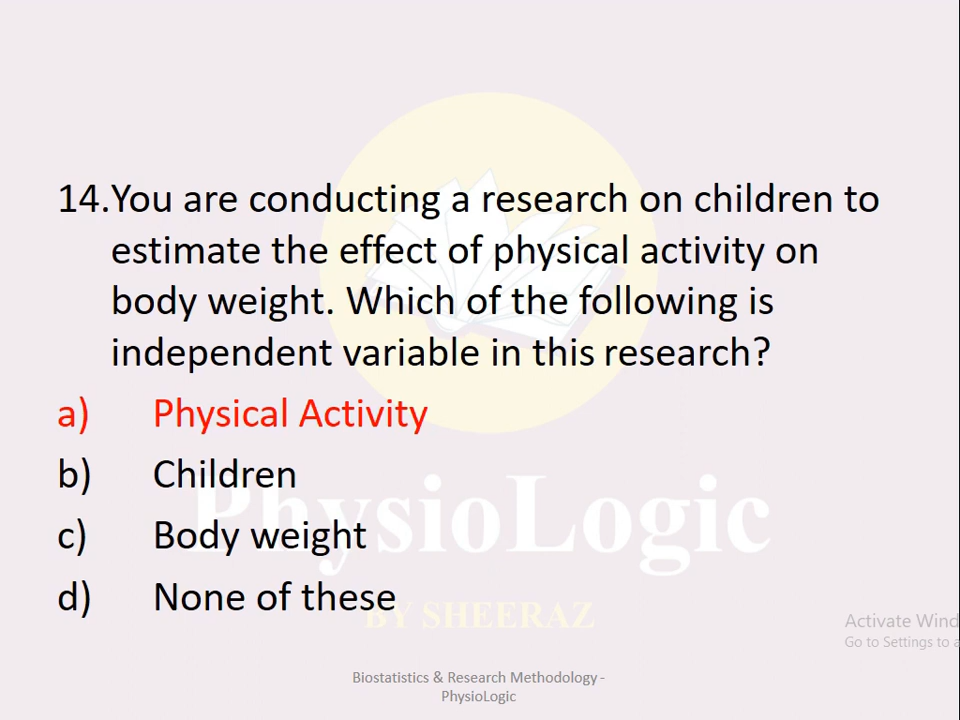 14.You are conducting a research on children to
estimate the effect of physical activity on
body weight. Which of the following is
independent variable in this research?
a) Physical Activity
b) Children
c) Body weight
d) None of these
PhysioLogic
BY SHEERAZ
Activate Wind
Go to Settings to a
Biostatistics & Research Methodology -
PhysioLogic